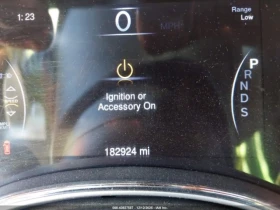 1:23
0
Range
Low
Ignition or
Accessory On
P
R
N
D
S
182924 mi